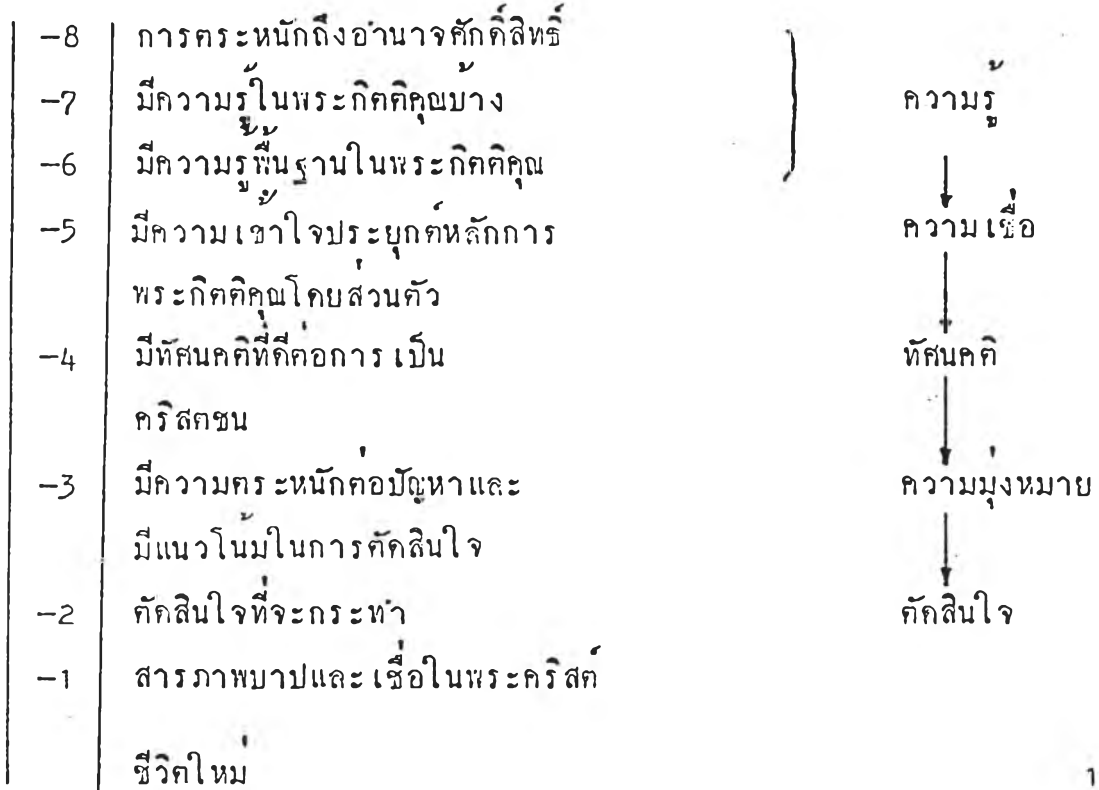 -8 การตระหนักถึงอำนาจศักดิ์สิทธิ์
-7 มีความรู้ในพระกิตติคุณบ้าง ความรู้
-6 มีความรู้พื้นฐานในพระกิตติคุณ
-5 มีความเข้าใจประยุกต์หลักการ ความเชื่อ
พระกิตติคุณโดยส่วนตัว
-4 มีทัศนคติที่ดีต่อการเป็น ทัศนคติ
คริสตชน
-3 มีความตระหนักต่อปัญหาและ ความมุ่งหมาย
มีแนวโน้มในการตัดสินใจ
-2 ตัดสินใจที่จะกระทำ ตัดสินใจ
-1 สารภาพบาปและเชื่อในพระคริสต์
ชีวิตใหม่ 1